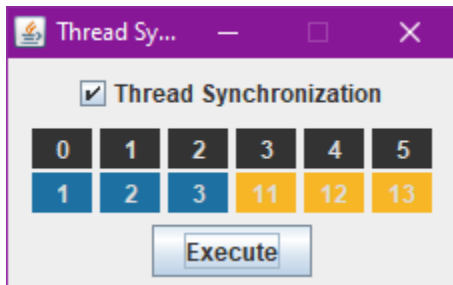 Thread Sy...
Thread Synchronization
0 1 2 3 4 5
1 2 3 11 12 13
Execute